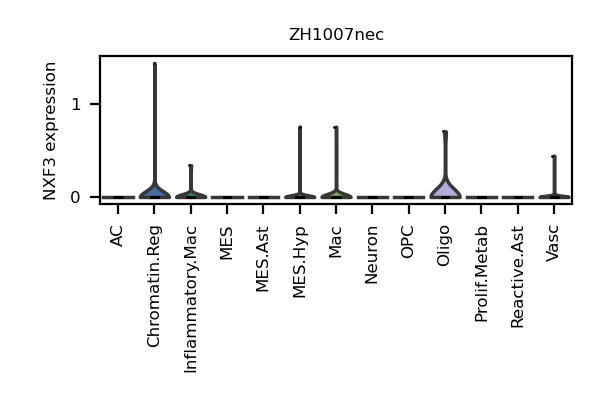 ZH1007nec
NXF3 expression
1
0
AC
Chromatin.Reg
Inflammatory.Mac
MES
MES.Ast
MES.Hyp
Mac
Neuron
OPC
Oligo
Prolif.Metab
Reactive.Ast
Vasc